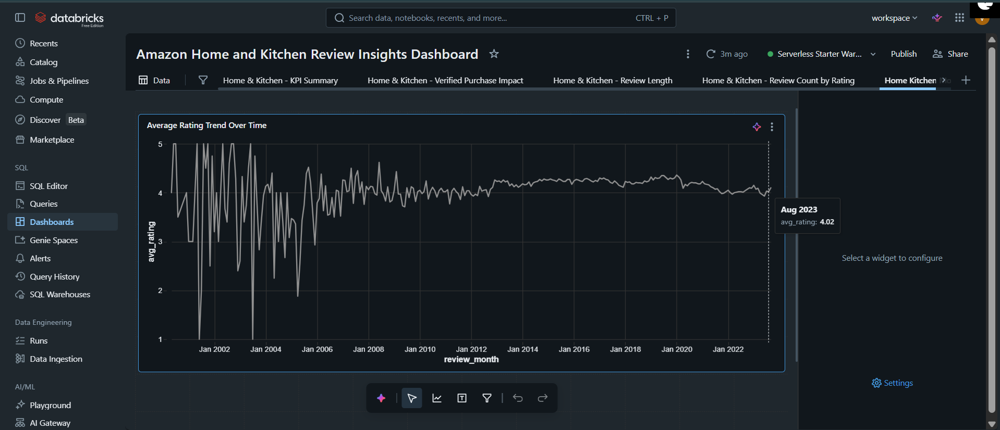 databricks
Free Edition
Search data, notebooks, recents, and more...
CTRL + P
workspace
V
Recents
Catalog
Jobs & Pipelines
Compute
Discover Beta
Marketplace
SQL
SQL Editor
Queries
Dashboards
Genie Spaces
Alerts
Query History
SQL Warehouses
Data Engineering
Runs
Data Ingestion
AI/ML
Playground
AI Gateway
Amazon Home and Kitchen Review Insights Dashboard
3m ago
Serverless Starter War...
Publish
Share
Data
Home & Kitchen - KPI Summary
Home & Kitchen - Verified Purchase Impact
Home & Kitchen - Review Length
Home & Kitchen - Review Count by Rating
Home Kitchen Mo
Average Rating Trend Over Time
avg_rating
5
4
3
2
1
Jan 2002
Jan 2004
Jan 2006
Jan 2008
Jan 2010
Jan 2012
Jan 2014
Jan 2016
Jan 2018
Jan 2020
Jan 2022
review_month
Aug 2023
avg_rating: 4.02
Select a widget to configure
Settings